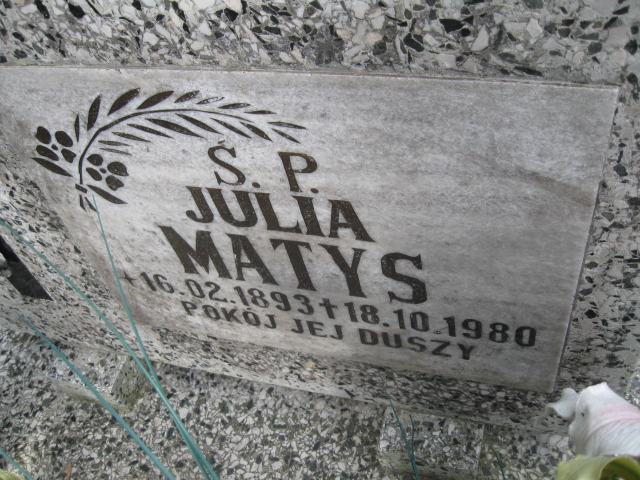 Ś. P.
JULIA
MATYS
* 16.02.1893 † 18.10.1980
POKÓJ JEJ DUSZY